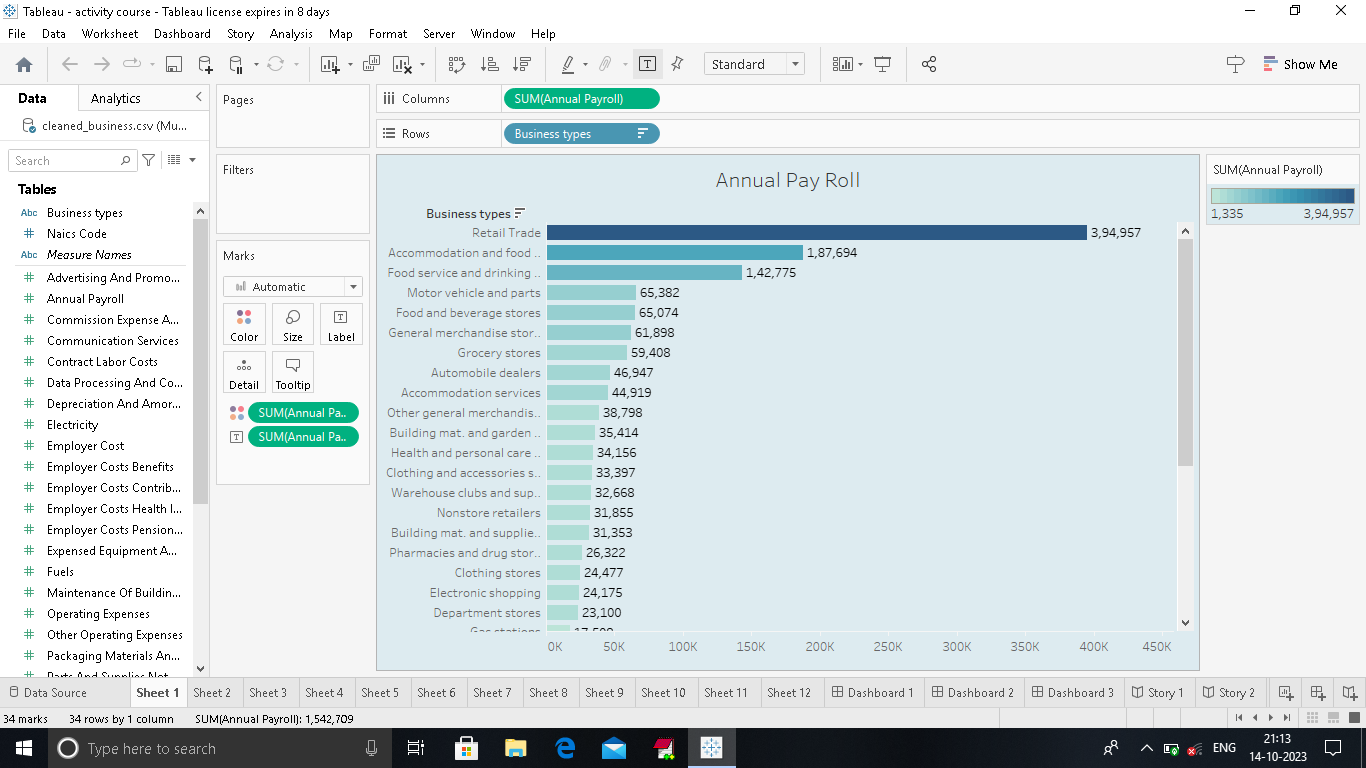 Tableau - activity course - Tableau license expires in 8 days
File Data Worksheet Dashboard Story Analysis Map Format Server Window Help
Standard
Show Me
Data Analytics
cleaned_business.csv (Mu...
Search
Tables
Abc Business types
# Naics Code
Abc Measure Names
# Advertising And Promo...
# Annual Payroll
# Commission Expense A...
# Communication Services
# Contract Labor Costs
# Data Processing And Co...
# Depreciation And Amor...
# Electricity
# Employer Cost
# Employer Costs Benefits
# Employer Costs Contrib...
# Employer Costs Health I...
# Employer Costs Pension...
# Expensed Equipment A...
# Fuels
# Maintenance Of Buildin...
# Operating Expenses
# Other Operating Expenses
# Packaging Materials An...
# Parts And Supplies Not
Pages
Filters
Marks
Automatic
Color Size Label
Detail Tooltip
SUM(Annual Pa..
T SUM(Annual Pa..
Columns SUM(Annual Payroll)
Rows Business types
Annual Pay Roll
Business types
Retail Trade 3,94,957
Accommodation and food .. 1,87,694
Food service and drinking .. 1,42,775
Motor vehicle and parts 65,382
Food and beverage stores 65,074
General merchandise stor.. 61,898
Grocery stores 59,408
Automobile dealers 46,947
Accommodation services 44,919
Other general merchandis.. 38,798
Building mat. and garden .. 35,414
Health and personal care .. 34,156
Clothing and accessories s.. 33,397
Warehouse clubs and sup.. 32,668
Nonstore retailers 31,855
Building mat. and supplie.. 31,353
Pharmacies and drug stor.. 26,322
Clothing stores 24,477
Electronic shopping 24,175
Department stores 23,100
Gas stations
0K 50K 100K 150K 200K 250K 300K 350K 400K 450K
SUM(Annual Payroll)
1,335 3,94,957
Data Source Sheet 1 Sheet 2 Sheet 3 Sheet 4 Sheet 5 Sheet 6 Sheet 7 Sheet 8 Sheet 9 Sheet 10 Sheet 11 Sheet 12 Dashboard 1 Dashboard 2 Dashboard 3 Story 1 Story 2
34 marks 34 rows by 1 column SUM(Annual Payroll): 1,542,709
Type here to search
ENG
21:13
14-10-2023